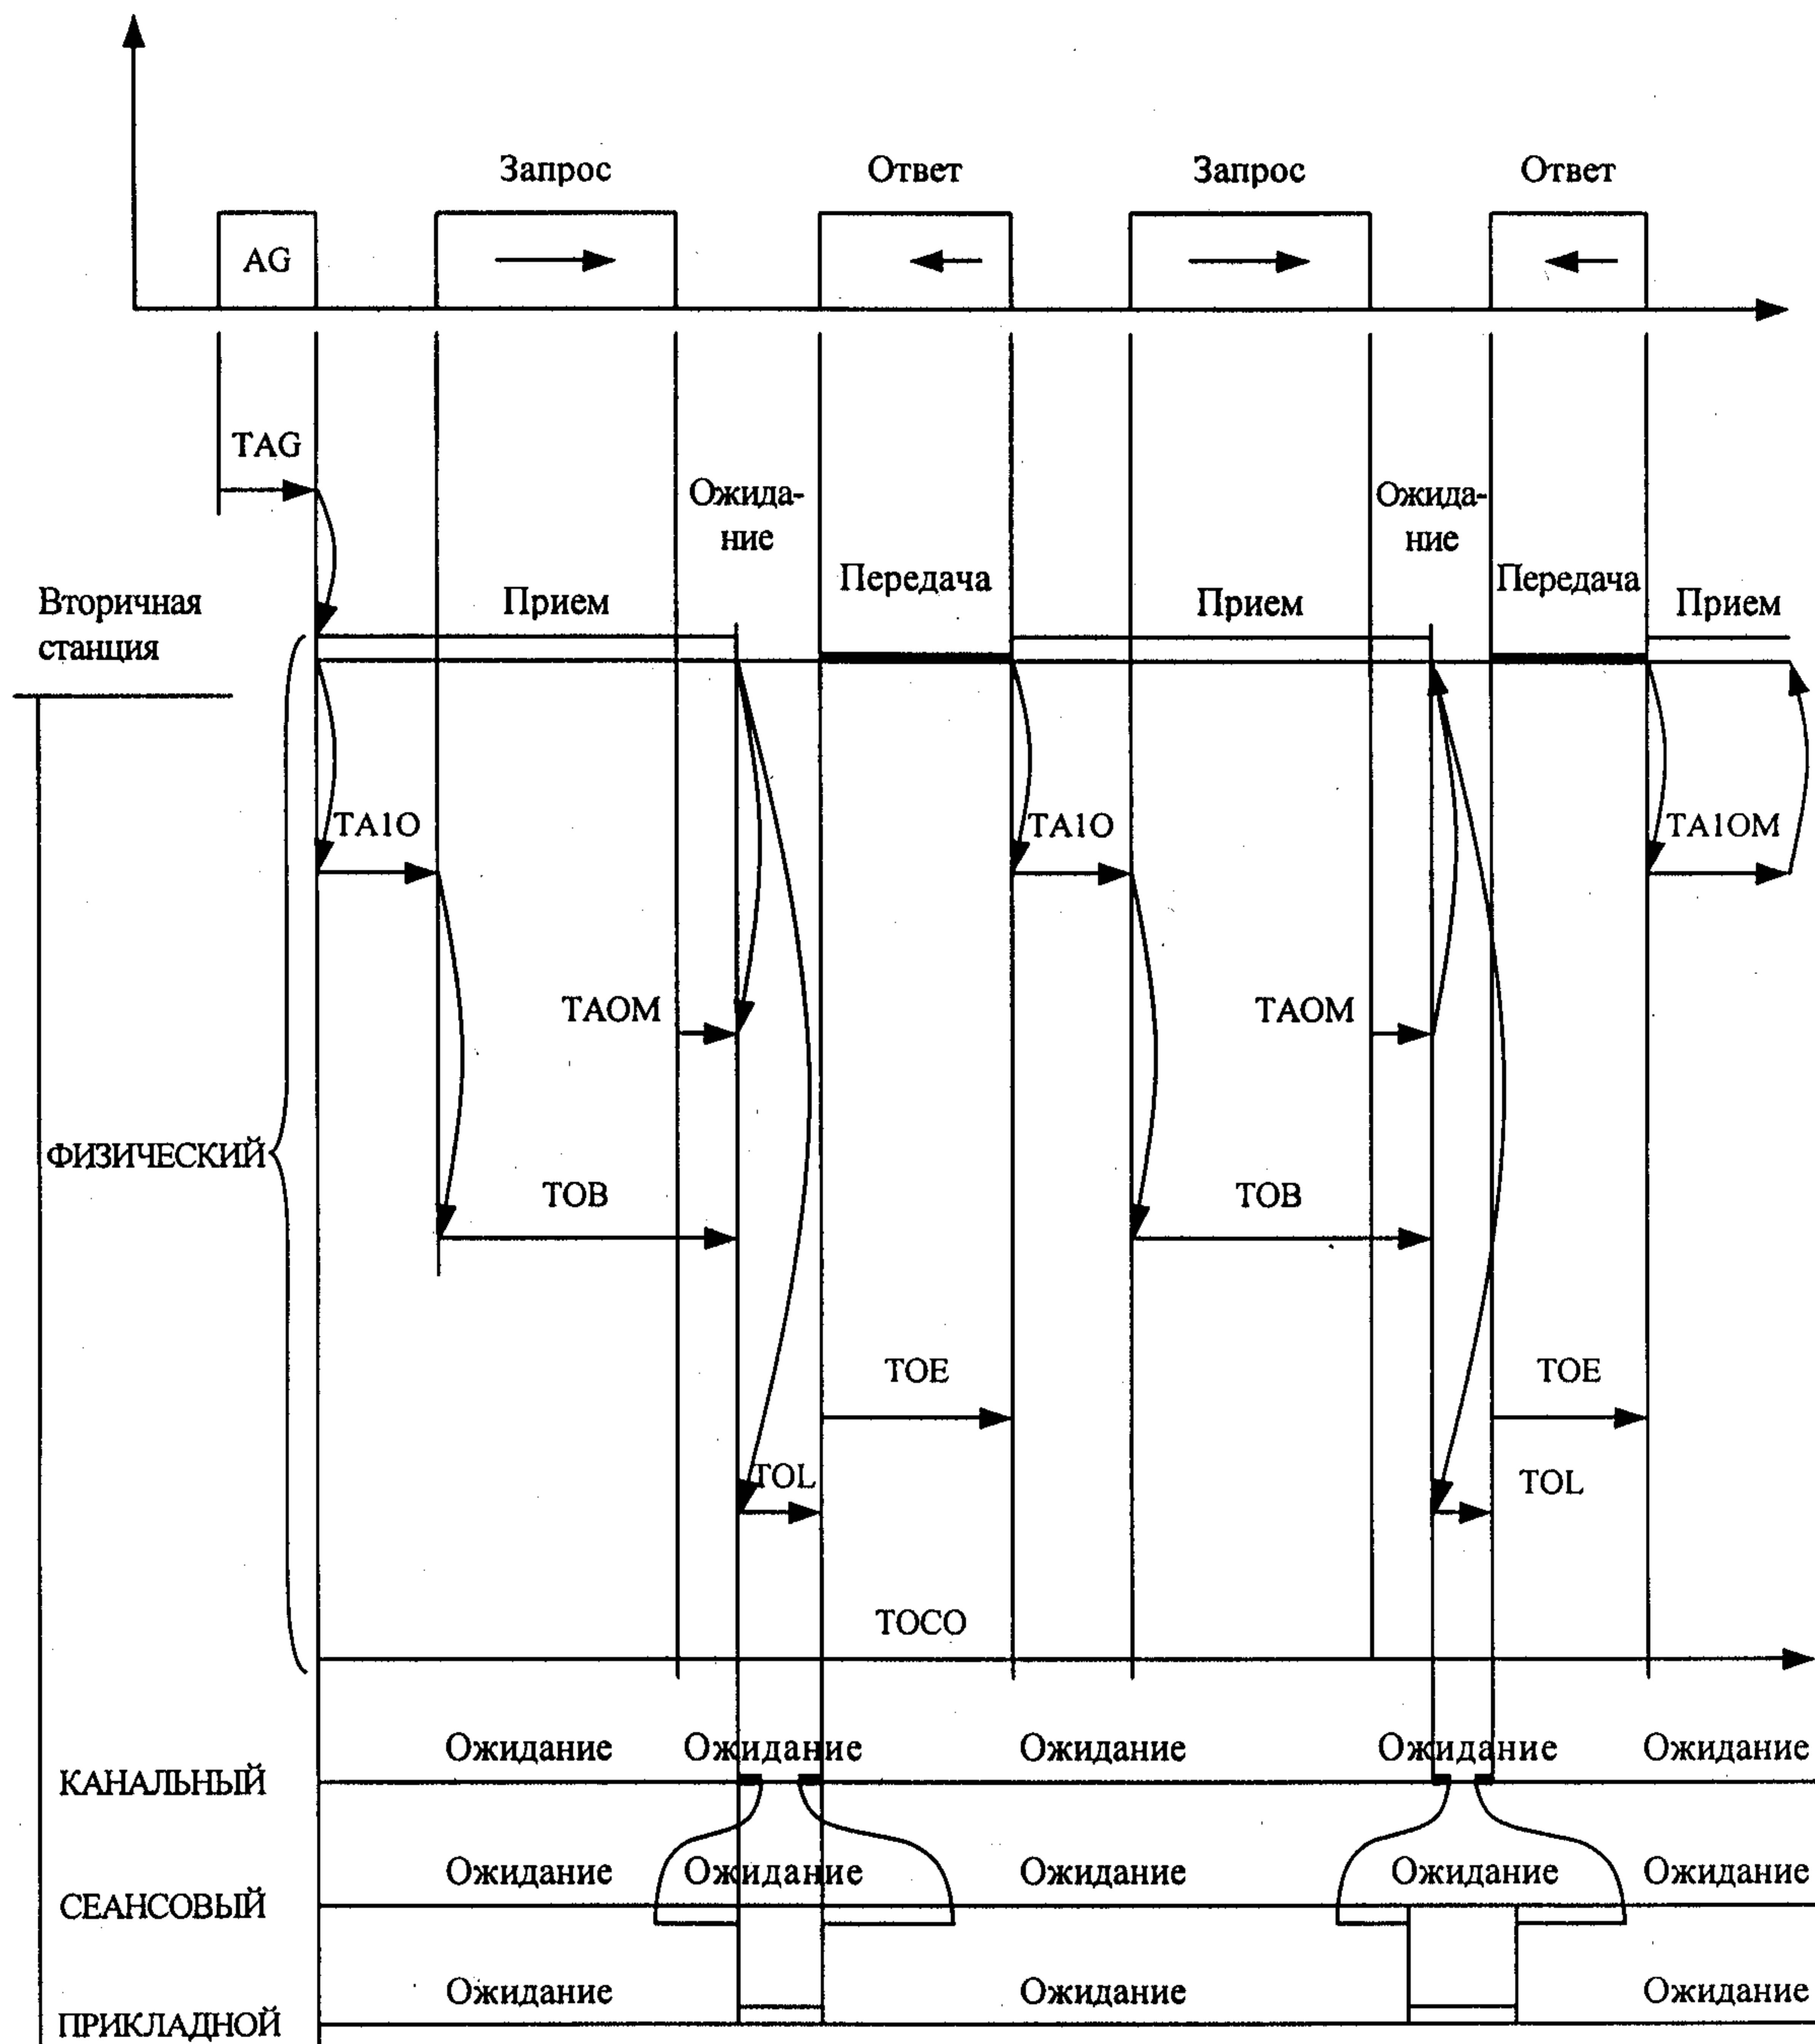 Запрос Ответ Запрос Ответ
AG
TAG
Ожида-
ние
Ожида-
ние
Вторичная
станция
Прием Передача Прием Передача Прием
TA1O TA1O TA1OM
TAOM TAOM
ФИЗИЧЕСКИЙ
TOB TOB
TOE TOE
TOL TOL
TOCO
Ожидание Ожидание Ожидание Ожидание Ожидание
КАНАЛЬНЫЙ
Ожидание Ожидание Ожидание Ожидание Ожидание
СЕАНСОВЫЙ
Ожидание Ожидание Ожидание
ПРИКЛАДНОЙ